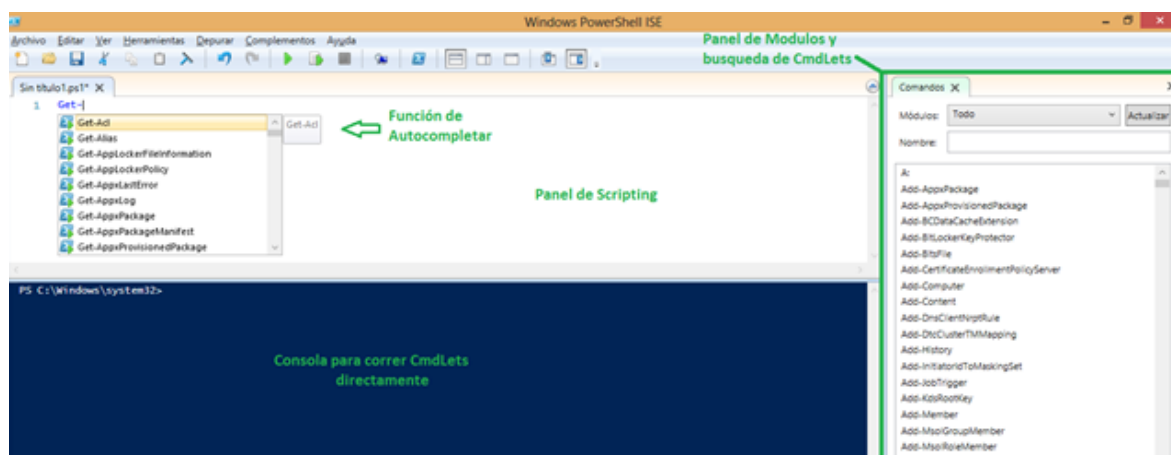 Windows PowerShell ISE
Archivo Editar Ver Herramientas Depurar Complementos Ayuda
Panel de Modulos y
busqueda de CmdLets
Sin título1.ps1* X
1 Get-
Get-Acl
Get-Alias
Get-AppLockerFileInformation
Get-AppLockerPolicy
Get-AppxLastError
Get-AppxLog
Get-AppxPackage
Get-AppxPackageManifest
Get-AppxProvisionedPackage
Get-Acl
Función de
Autocompletar
Panel de Scripting
PS C:\Windows\system32>
Consola para correr CmdLets
directamente
Comandos X
Módulos: Todo Actualizar
Nombre:
A:
Add-AppxPackage
Add-AppxProvisionedPackage
Add-BCDataCacheExtension
Add-BitLockerKeyProtector
Add-BitsFile
Add-CertificateEnrollmentPolicyServer
Add-Computer
Add-Content
Add-DnsClientNrptRule
Add-DtcClusterTMMapping
Add-History
Add-InitiatorIdToMaskingSet
Add-JobTrigger
Add-KdsRootKey
Add-Member
Add-MsolGroupMember
Add-MsolRoleMember